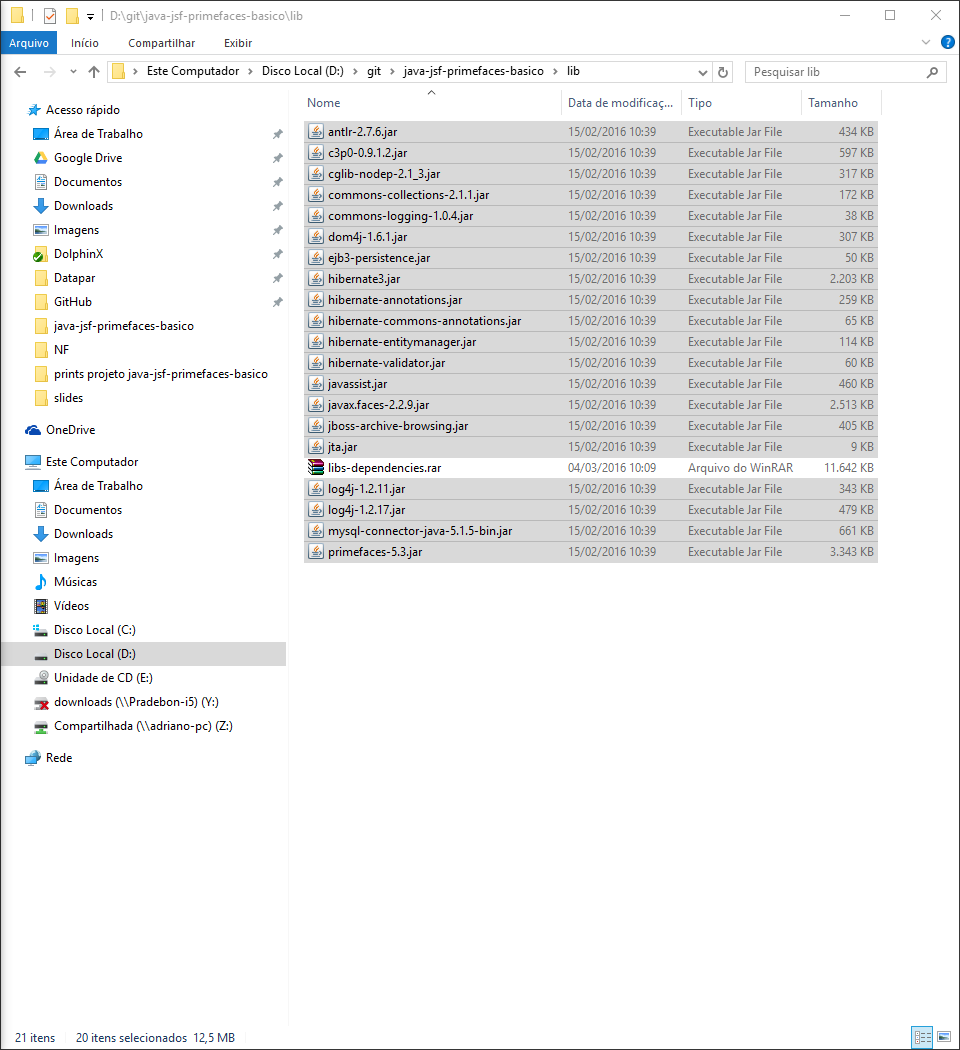 D:\git\java-jsf-primefaces-basico\lib
Arquivo Início Compartilhar Exibir
Este Computador > Disco Local (D:) > git > java-jsf-primefaces-basico > lib
Pesquisar lib
Acesso rápido
Área de Trabalho
Google Drive
Documentos
Downloads
Imagens
DolphinX
Datapar
GitHub
java-jsf-primefaces-basico
NF
prints projeto java-jsf-primefaces-basico
slides
OneDrive
Este Computador
Área de Trabalho
Documentos
Downloads
Imagens
Músicas
Vídeos
Disco Local (C:)
Disco Local (D:)
Unidade de CD (E:)
downloads (\\Pradebon-i5) (Y:)
Compartilhada (\\adriano-pc) (Z:)
Rede
Nome Data de modificaç... Tipo Tamanho
antlr-2.7.6.jar 15/02/2016 10:39 Executable Jar File 434 KB
c3p0-0.9.1.2.jar 15/02/2016 10:39 Executable Jar File 597 KB
cglib-nodep-2.1_3.jar 15/02/2016 10:39 Executable Jar File 317 KB
commons-collections-2.1.1.jar 15/02/2016 10:39 Executable Jar File 172 KB
commons-logging-1.0.4.jar 15/02/2016 10:39 Executable Jar File 38 KB
dom4j-1.6.1.jar 15/02/2016 10:39 Executable Jar File 307 KB
ejb3-persistence.jar 15/02/2016 10:39 Executable Jar File 50 KB
hibernate3.jar 15/02/2016 10:39 Executable Jar File 2.203 KB
hibernate-annotations.jar 15/02/2016 10:39 Executable Jar File 259 KB
hibernate-commons-annotations.jar 15/02/2016 10:39 Executable Jar File 65 KB
hibernate-entitymanager.jar 15/02/2016 10:39 Executable Jar File 114 KB
hibernate-validator.jar 15/02/2016 10:39 Executable Jar File 60 KB
javassist.jar 15/02/2016 10:39 Executable Jar File 460 KB
javax.faces-2.2.9.jar 15/02/2016 10:39 Executable Jar File 2.513 KB
jboss-archive-browsing.jar 15/02/2016 10:39 Executable Jar File 405 KB
jta.jar 15/02/2016 10:39 Executable Jar File 9 KB
libs-dependencies.rar 04/03/2016 10:09 Arquivo do WinRAR 11.642 KB
log4j-1.2.11.jar 15/02/2016 10:39 Executable Jar File 343 KB
log4j-1.2.17.jar 15/02/2016 10:39 Executable Jar File 479 KB
mysql-connector-java-5.1.5-bin.jar 15/02/2016 10:39 Executable Jar File 661 KB
primefaces-5.3.jar 15/02/2016 10:39 Executable Jar File 3.343 KB
21 itens 20 itens selecionados 12,5 MB